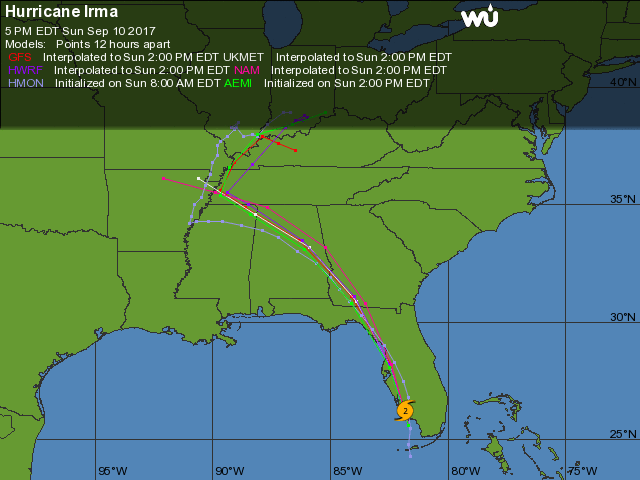 Hurricane Irma
5 PM EDT Sun Sep 10 2017
Models: Points 12 hours apart
GFS Interpolated to Sun 2:00 PM EDT UKMET Interpolated to Sun 2:00 PM EDT
HWRF Interpolated to Sun 2:00 PM EDT NAM Interpolated to Sun 2:00 PM EDT
HMON Initialized on Sun 8:00 AM EDT AEMI Initialized on Sun 2:00 PM EDT
wu
40°N
35°N
30°N
2
25°N
95°W 90°W 85°W 80°W 75°W